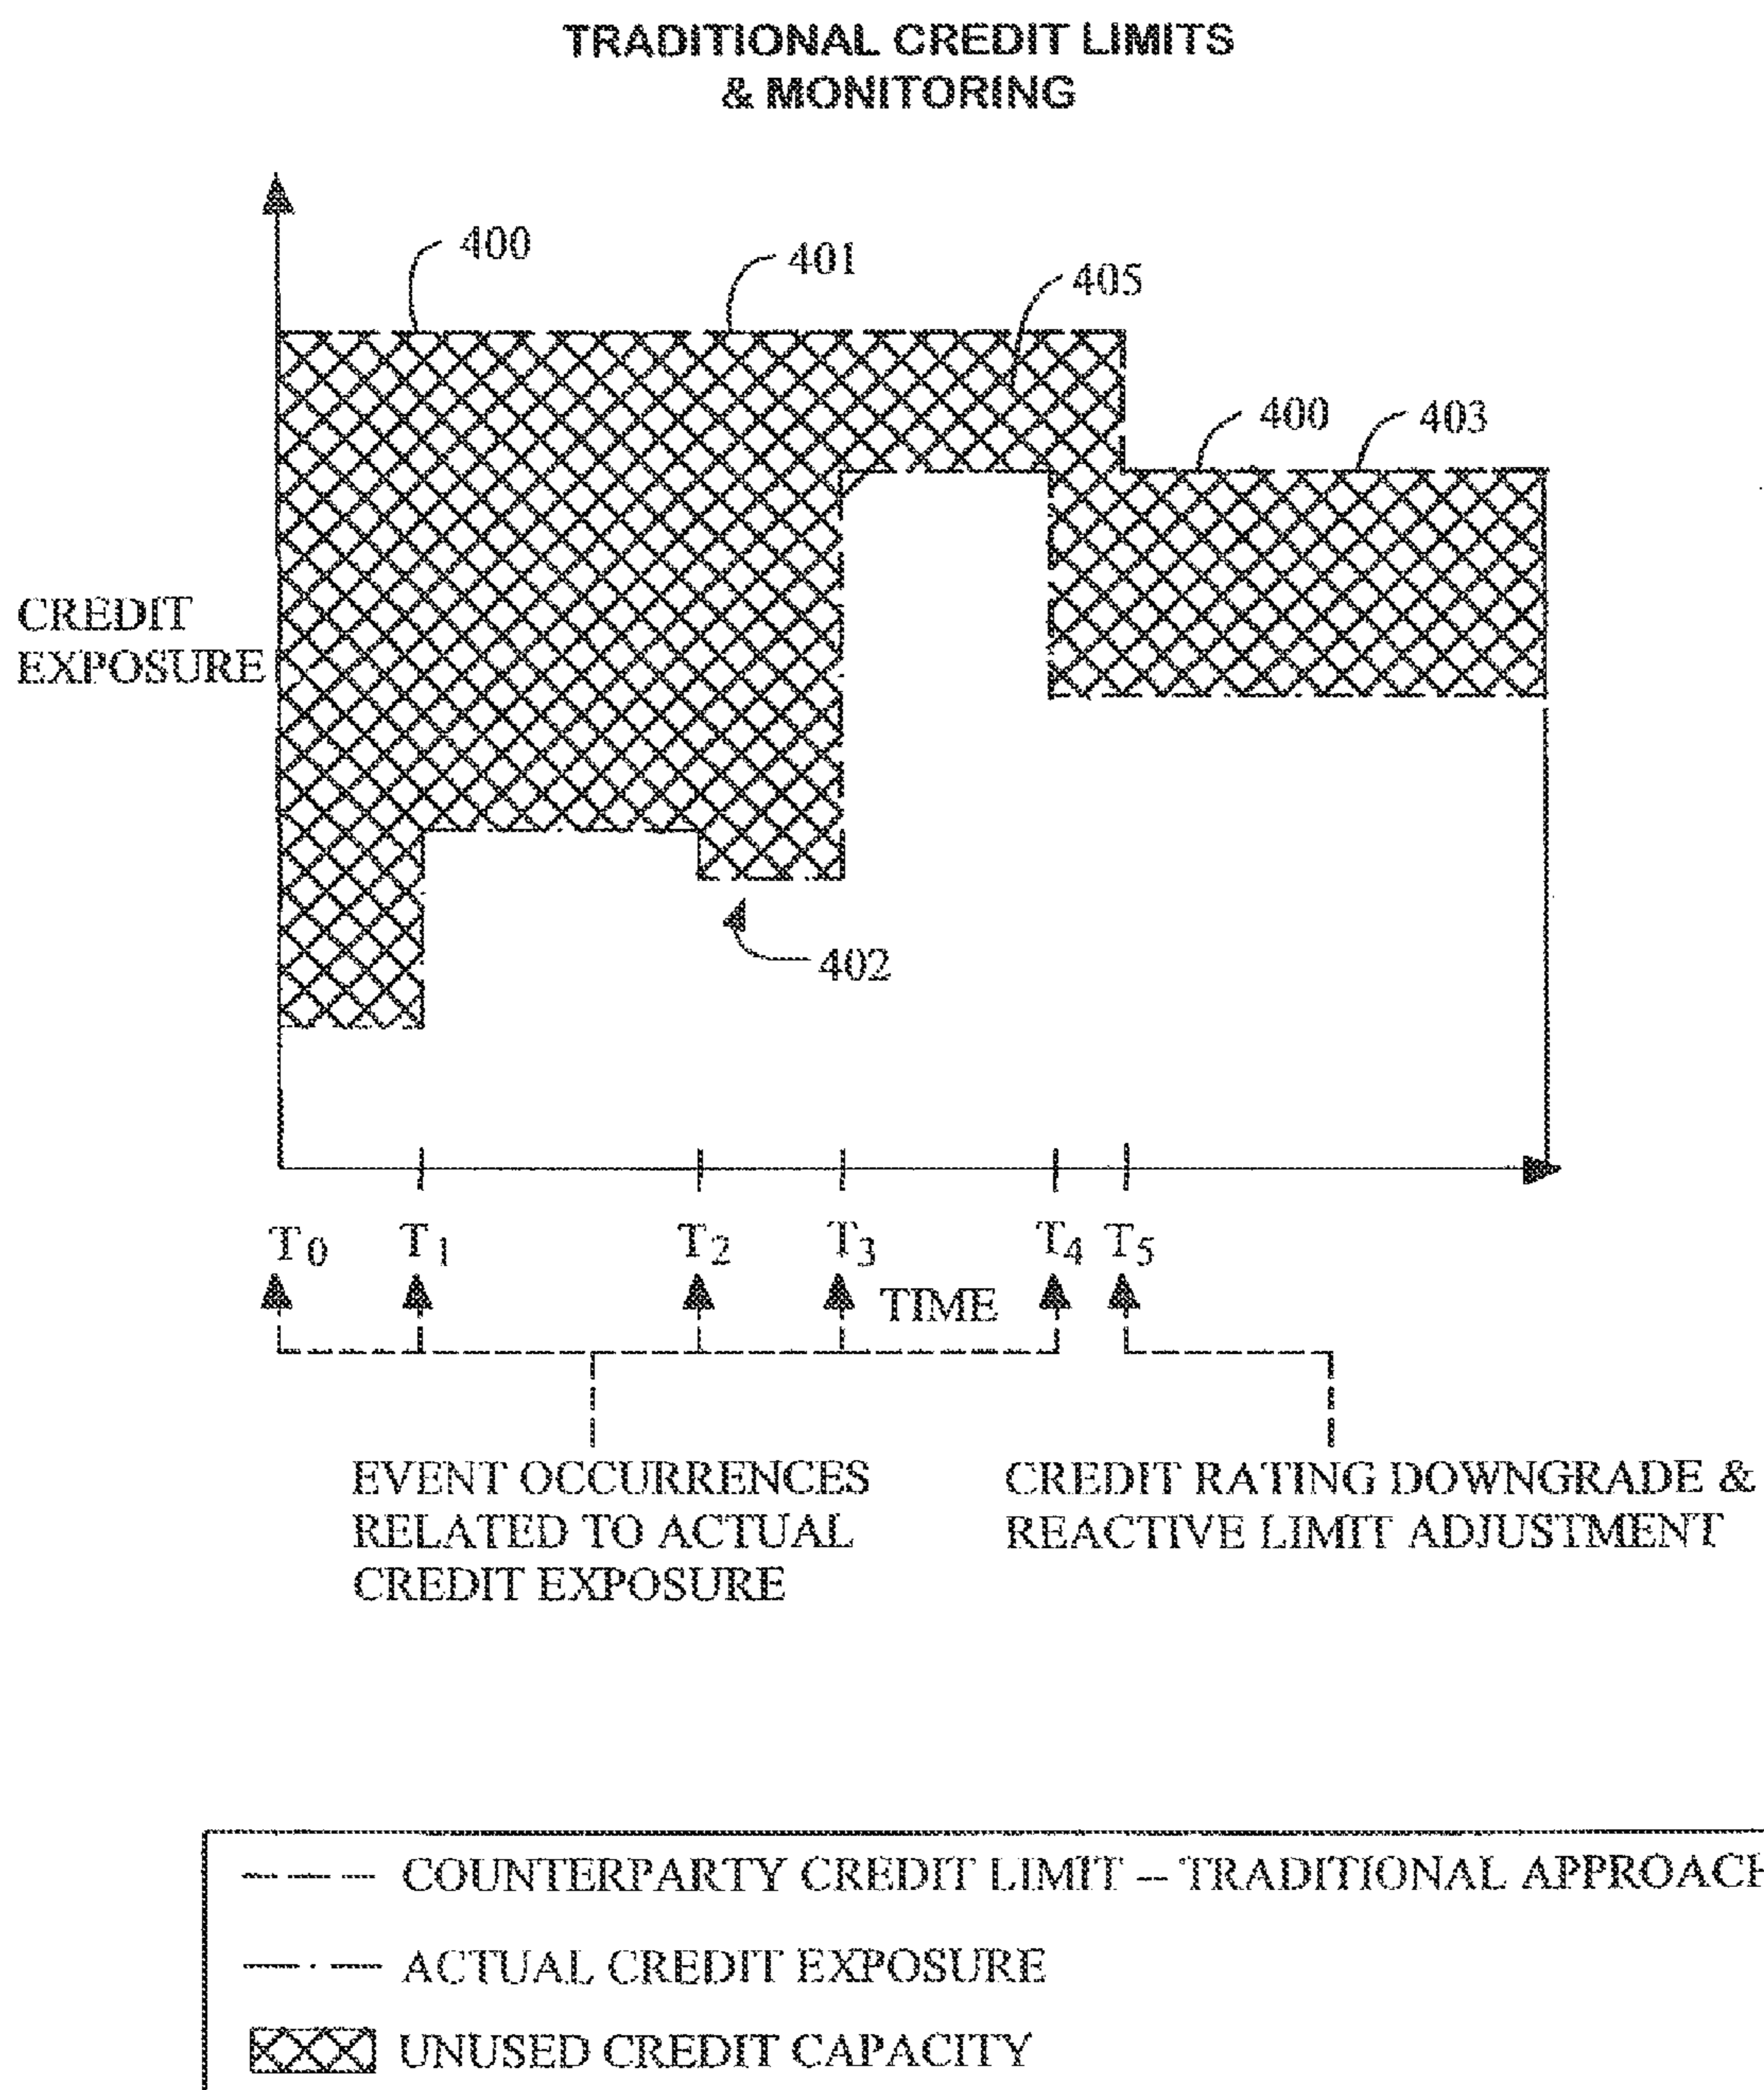 TRADITIONAL CREDIT LIMITS
& MONITORING
400
401
405
400
403
CREDIT
EXPOSURE
402
T0 T1 T2 T3 T4 T5
TIME
EVENT OCCURRENCES
RELATED TO ACTUAL
CREDIT EXPOSURE
CREDIT RATING DOWNGRADE &
REACTIVE LIMIT ADJUSTMENT
COUNTERPARTY CREDIT LIMIT -- TRADITIONAL APPROACH
ACTUAL CREDIT EXPOSURE
UNUSED CREDIT CAPACITY